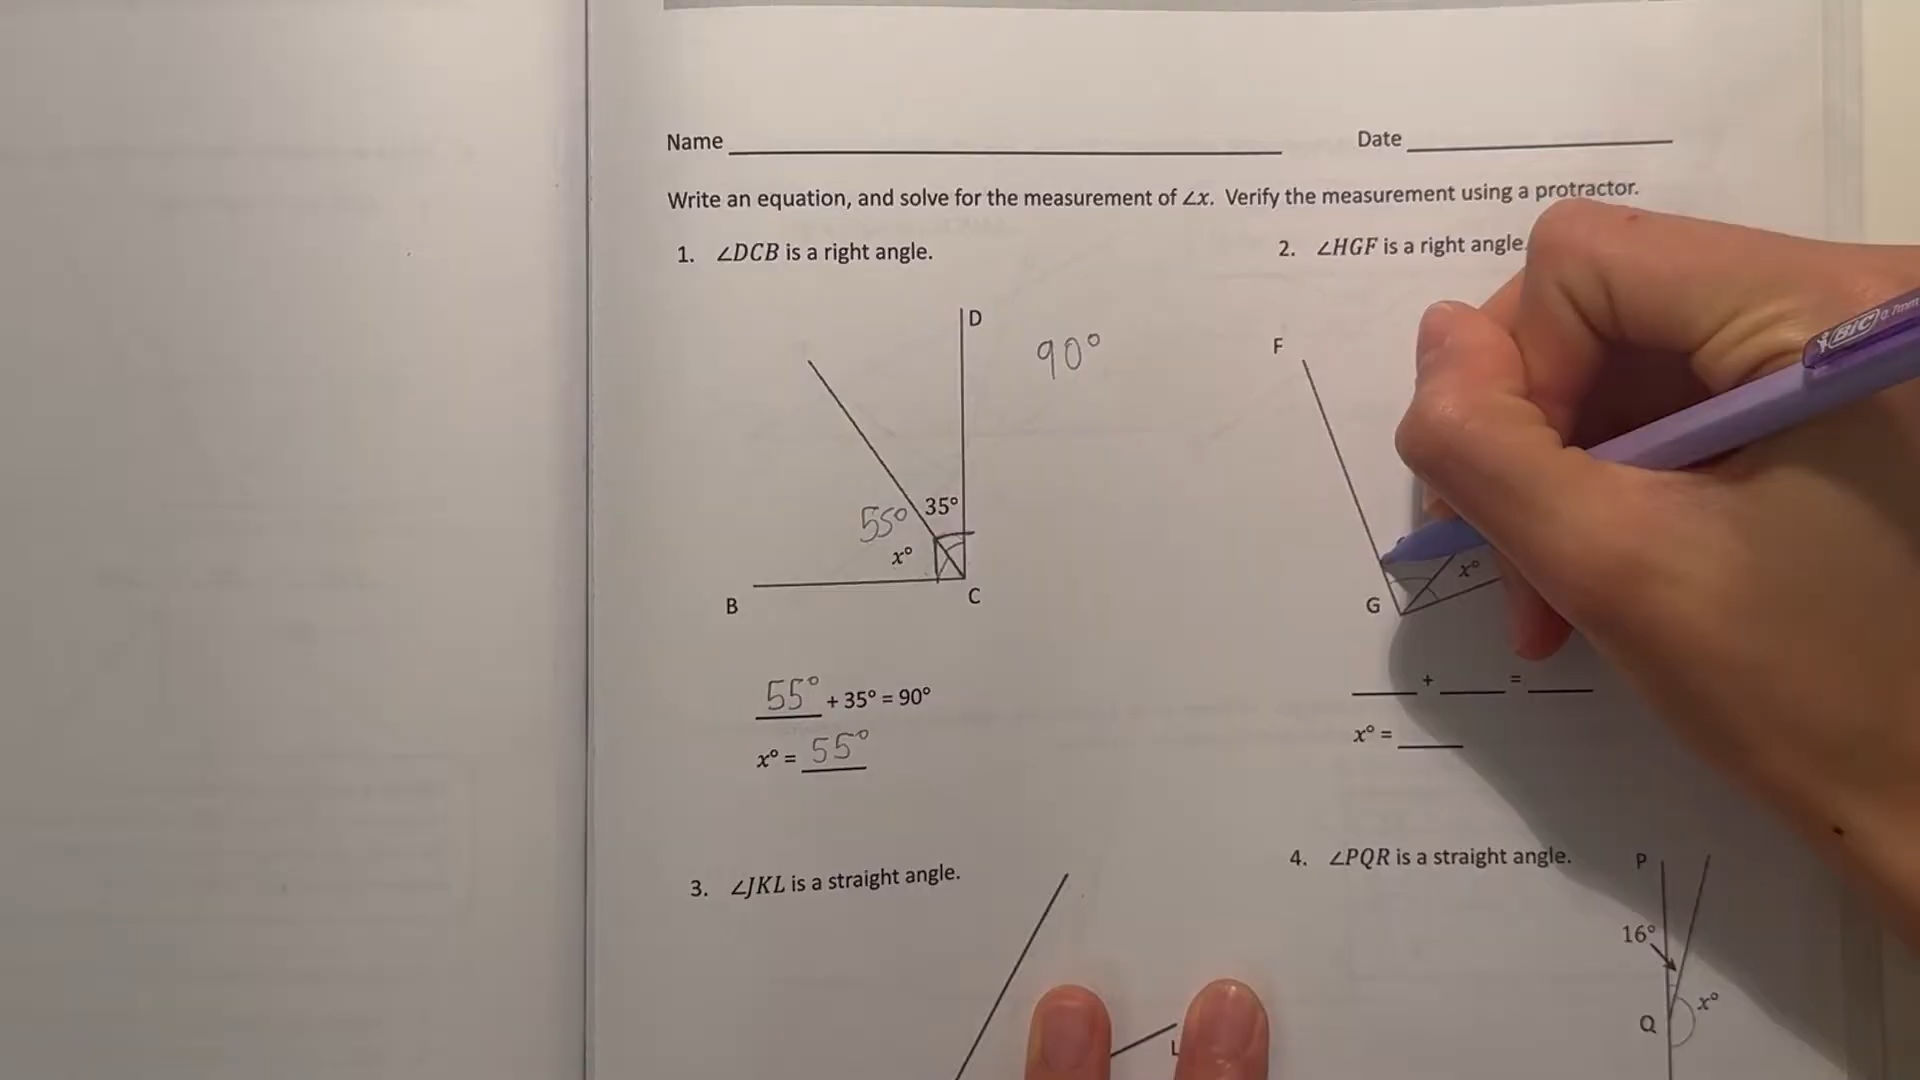 Name
Date
Write an equation, and solve for the measurement of ∠x. Verify the measurement using a protractor.
1. ∠DCB is a right angle.
D
90°
35°
55°
x°
B
C
55° + 35° = 90°
x° = 55°
2. ∠HGF is a right angle.
F
x°
G
+ =
x° =
BIC 0.7mm
3. ∠JKL is a straight angle.
L
4. ∠PQR is a straight angle.
P
16°
x°
Q